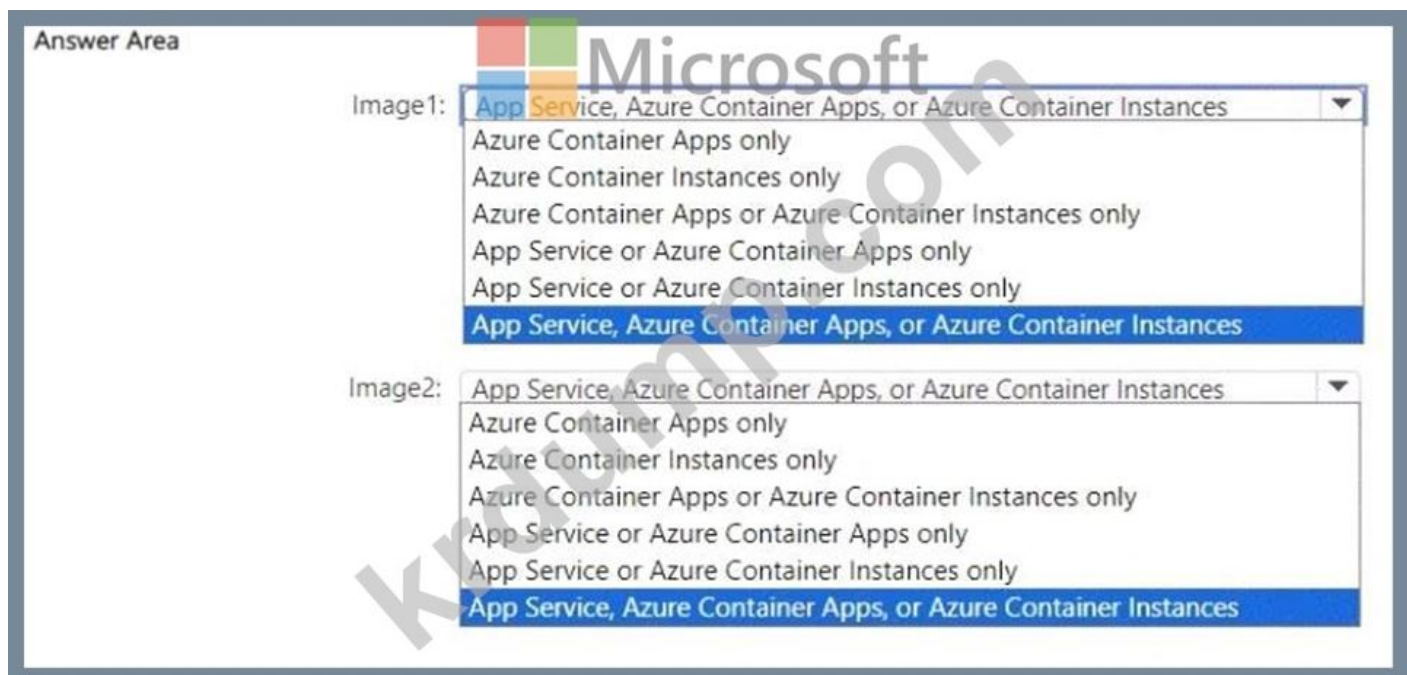 Answer Area
Microsoft
Image1: App Service, Azure Container Apps, or Azure Container Instances
Azure Container Apps only
Azure Container Instances only
Azure Container Apps or Azure Container Instances only
App Service or Azure Container Apps only
App Service or Azure Container Instances only
App Service, Azure Container Apps, or Azure Container Instances
Image2: App Service, Azure Container Apps, or Azure Container Instances
Azure Container Apps only
Azure Container Instances only
Azure Container Apps or Azure Container Instances only
App Service or Azure Container Apps only
App Service or Azure Container Instances only
App Service, Azure Container Apps, or Azure Container Instances
krdump.com